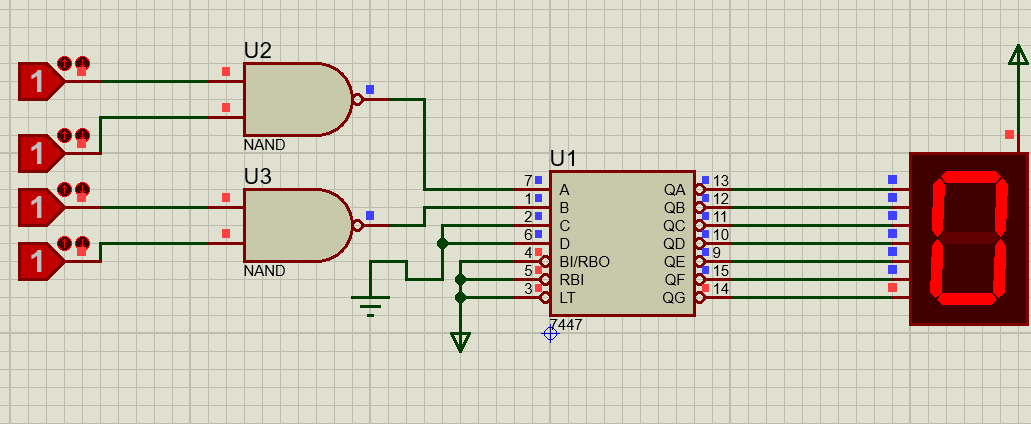 U2
1
1
NAND
U3
1
1
NAND
U1
7 A QA 13
1 B QB 12
2 C QC 11
6 D QD 10
4 BI/RBO QE 9
5 RBI QF 15
3 LT QG 14
7447